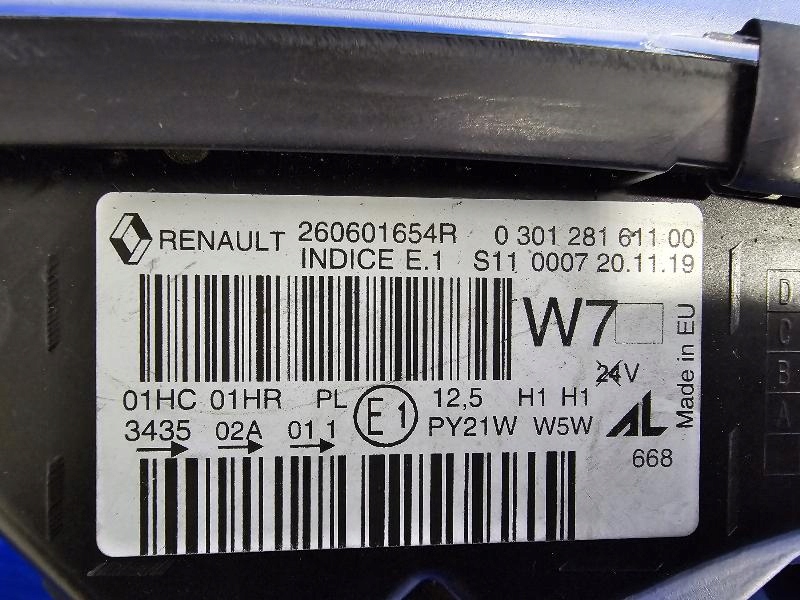 RENAULT 260601654R 0 301 281 611 00
INDICE E.1 S11 0007 20.11.19
W7
24V
Made in EU
01HC 01HR PL E1 12,5 H1 H1
3435 02A 01 1 PY21W W5W AL
668
D
C
B
A